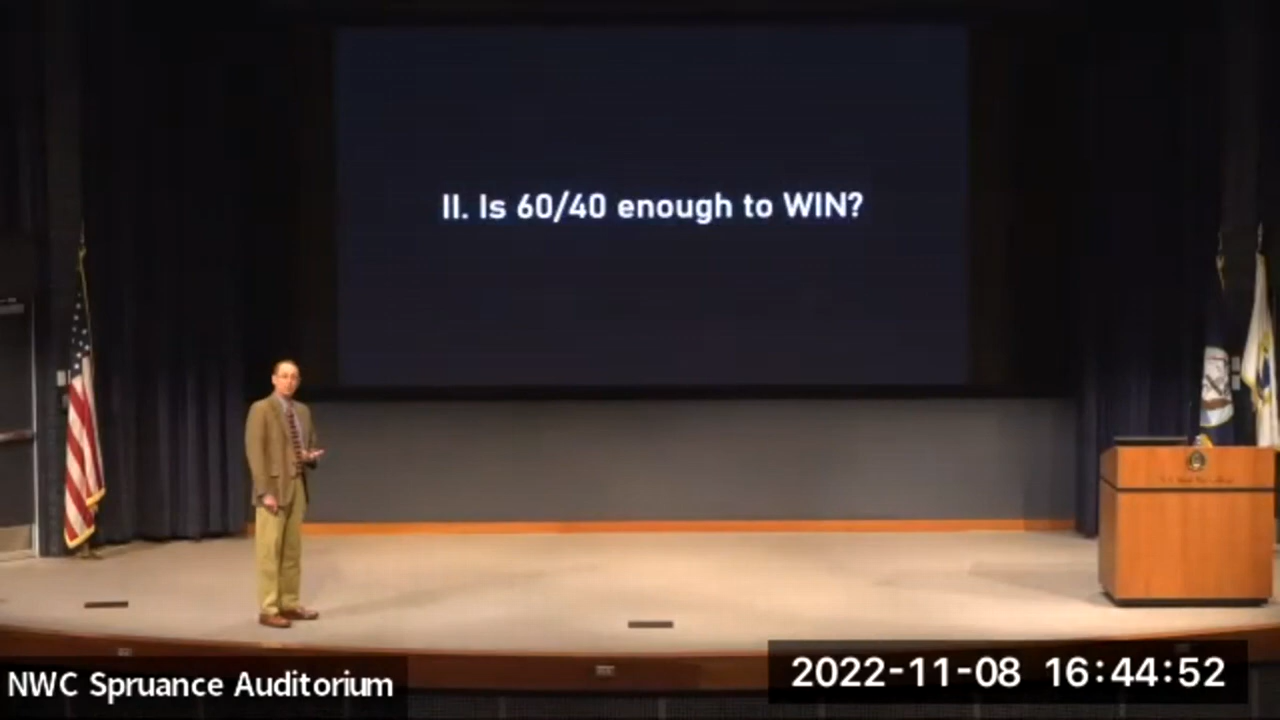 II. Is 60/40 enough to WIN?
NWC Spruance Auditorium
2022-11-08 16:44:52